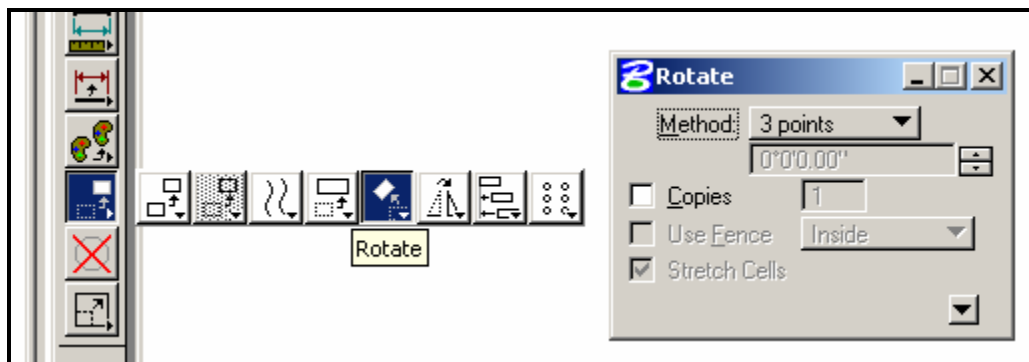 Rotate
Method: 3 points
0°0'0.00"
Copies 1
Use Fence Inside
Stretch Cells
Rotate